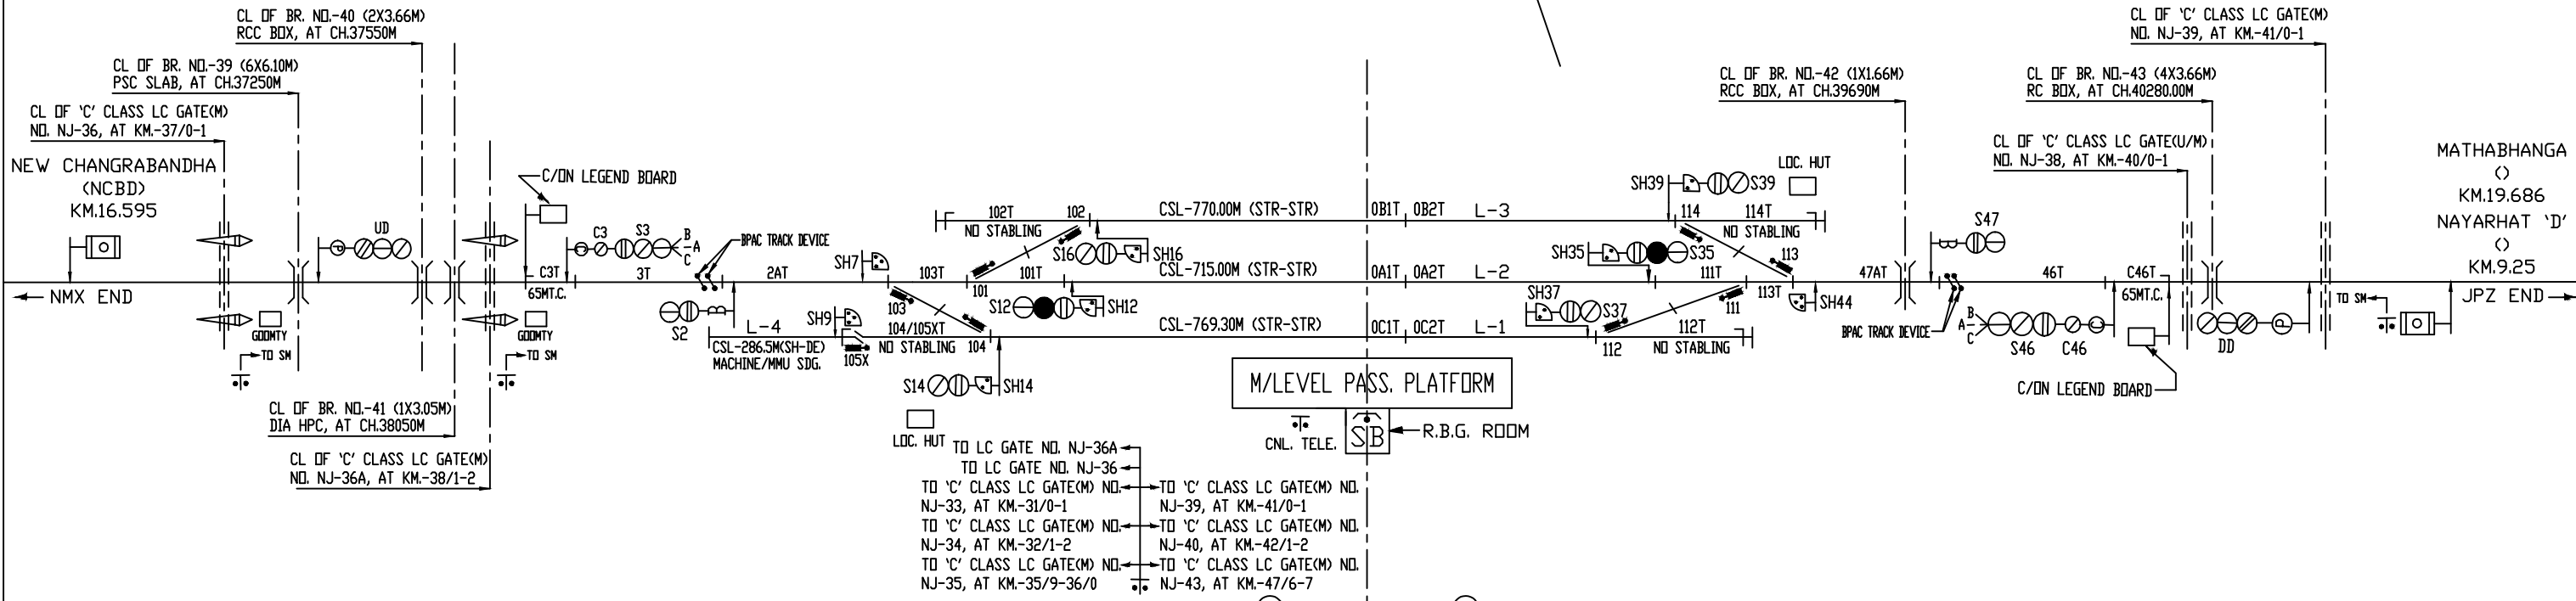 CL OF BR. NO.-40 (2X3.66M)
RCC BOX, AT CH.37550M
CL OF BR. NO.-39 (6X6.10M)
PSC SLAB, AT CH.37250M
CL OF 'C' CLASS LC GATE(M)
NO. NJ-36, AT KM.-37/0-1
NEW CHANGRABANDHA
(NCBD)
KM.16.595
NMX END
GOOMTY
TO SM
UD
P
CL OF BR. NO.-41 (1X3.05M)
DIA HPC, AT CH.38050M
CL OF 'C' CLASS LC GATE(M)
NO. NJ-36A, AT KM.-38/1-2
GOOMTY
TO SM
C/ON LEGEND BOARD
C3T
65MT.C.
C
C3
S3
B
A
C
3T
BPAC TRACK DEVICE
2AT
S2
B
SH7
103T
101T
101
103
SH9
L-4
CSL-286.5M(SH-DE)
MACHINE/MMU SDG.
105X
104/105XT
NO STABLING
104
102T
102
NO STABLING
S16
SH16
S12
SH12
S14
SH14
LOC. HUT
CSL-770.00M (STR-STR)
0B1T
0B2T
L-3
CSL-715.00M (STR-STR)
0A1T
0A2T
L-2
CSL-769.30M (STR-STR)
0C1T
0C2T
L-1
M/LEVEL PASS. PLATFORM
CNL. TELE.
SB
R.B.G. ROOM
TO LC GATE NO. NJ-36A
TO LC GATE NO. NJ-36
TO 'C' CLASS LC GATE(M) NO.
NJ-33, AT KM.-31/0-1
TO 'C' CLASS LC GATE(M) NO.
NJ-34, AT KM.-32/1-2
TO 'C' CLASS LC GATE(M) NO.
NJ-35, AT KM.-35/9-36/0
TO 'C' CLASS LC GATE(M) NO.
NJ-39, AT KM.-41/0-1
TO 'C' CLASS LC GATE(M) NO.
NJ-40, AT KM.-42/1-2
TO 'C' CLASS LC GATE(M) NO.
NJ-43, AT KM.-47/6-7
SH39
S39
LOC. HUT
114
114T
NO STABLING
SH35
S35
113
111T
SH37
S37
111
113T
SH44
112
112T
NO STABLING
CL OF BR. NO.-42 (1X1.66M)
RCC BOX, AT CH.39690M
47AT
S47
B
BPAC TRACK DEVICE
46T
B
A
C
S46
C46
C
C46T
65MT.C.
C/ON LEGEND BOARD
CL OF 'C' CLASS LC GATE(M)
NO. NJ-39, AT KM.-41/0-1
CL OF BR. NO.-43 (4X3.66M)
RC BOX, AT CH.40280.00M
CL OF 'C' CLASS LC GATE(U/M)
NO. NJ-38, AT KM.-40/0-1
DD
P
TO SM
MATHABHANGA
()
KM.19.686
NAYARHAT 'D'
()
KM.9.25
JPZ END